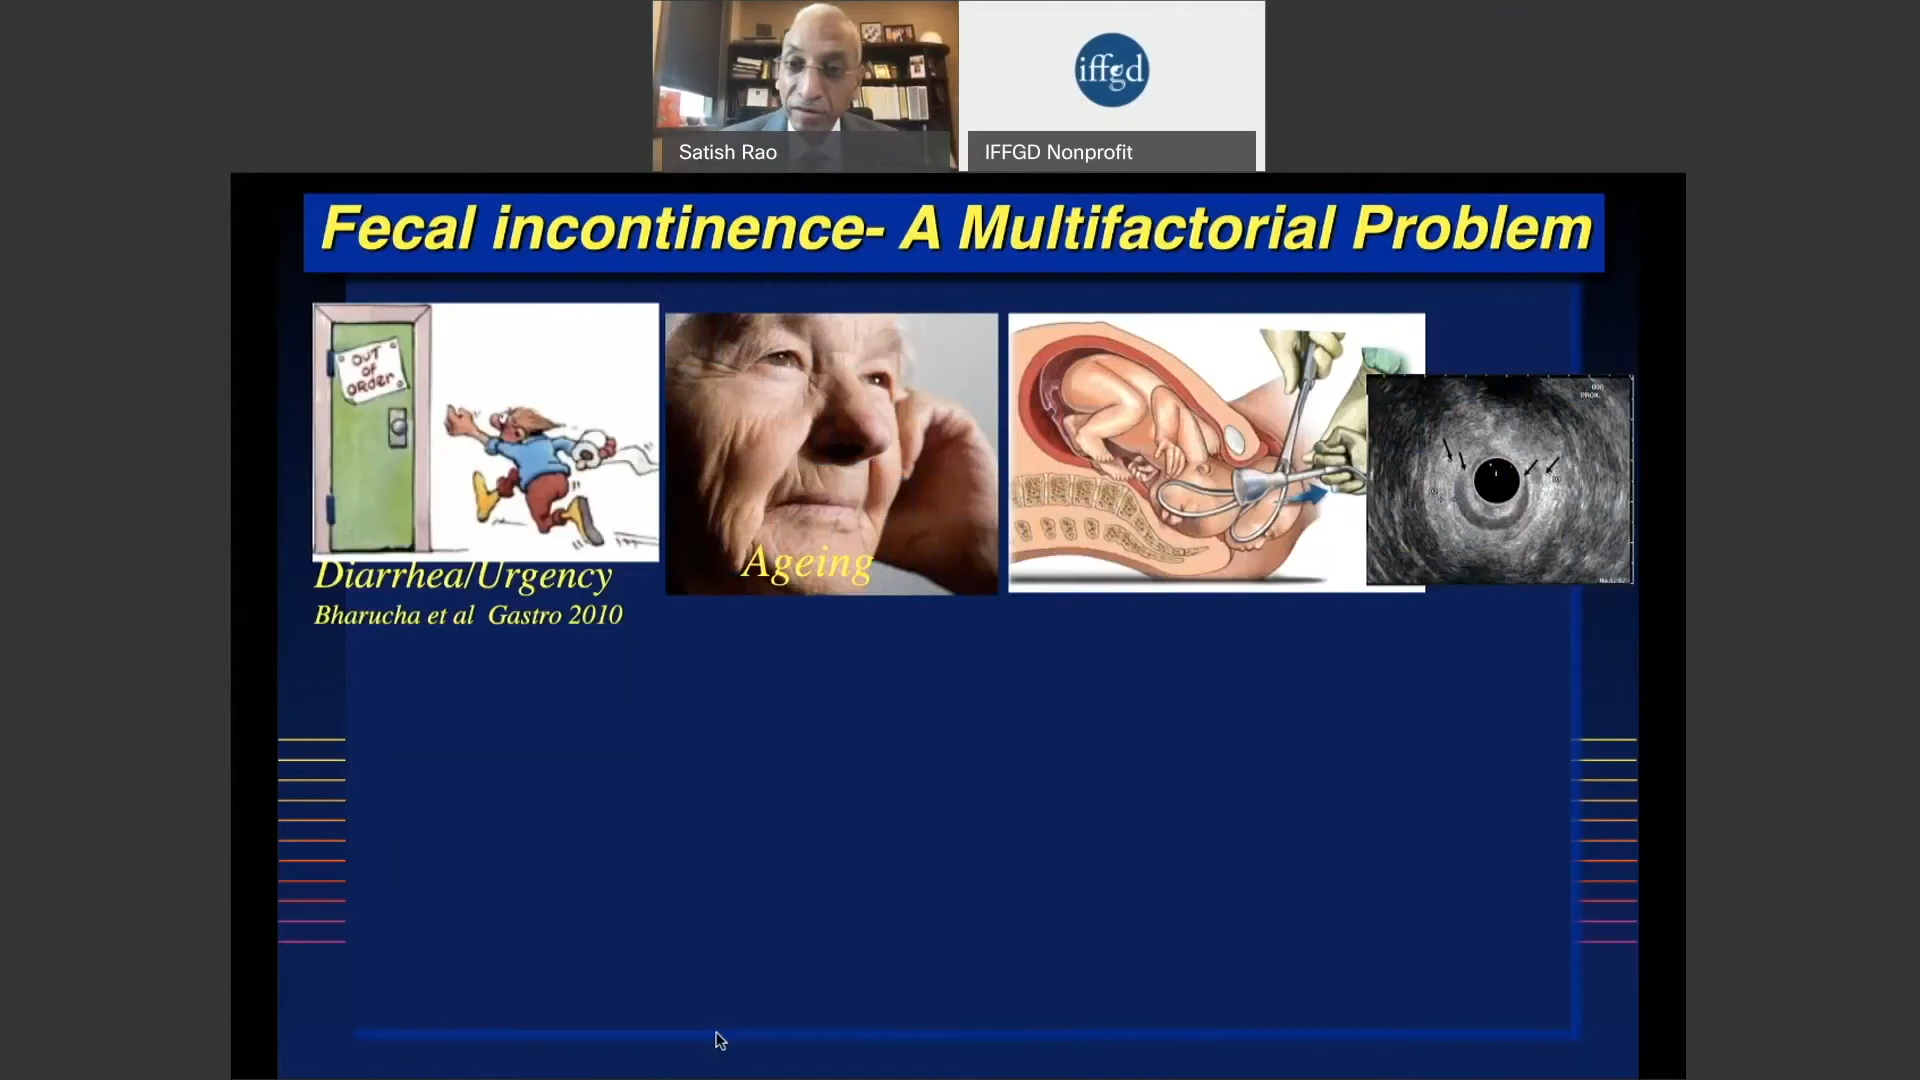 iffgd
Satish Rao
IFFGD Nonprofit
Fecal incontinence- A Multifactorial Problem
OUT
OF
ORDER
Ageing
PROX.
Diarrhea/Urgency
Bharucha et al Gastro 2010